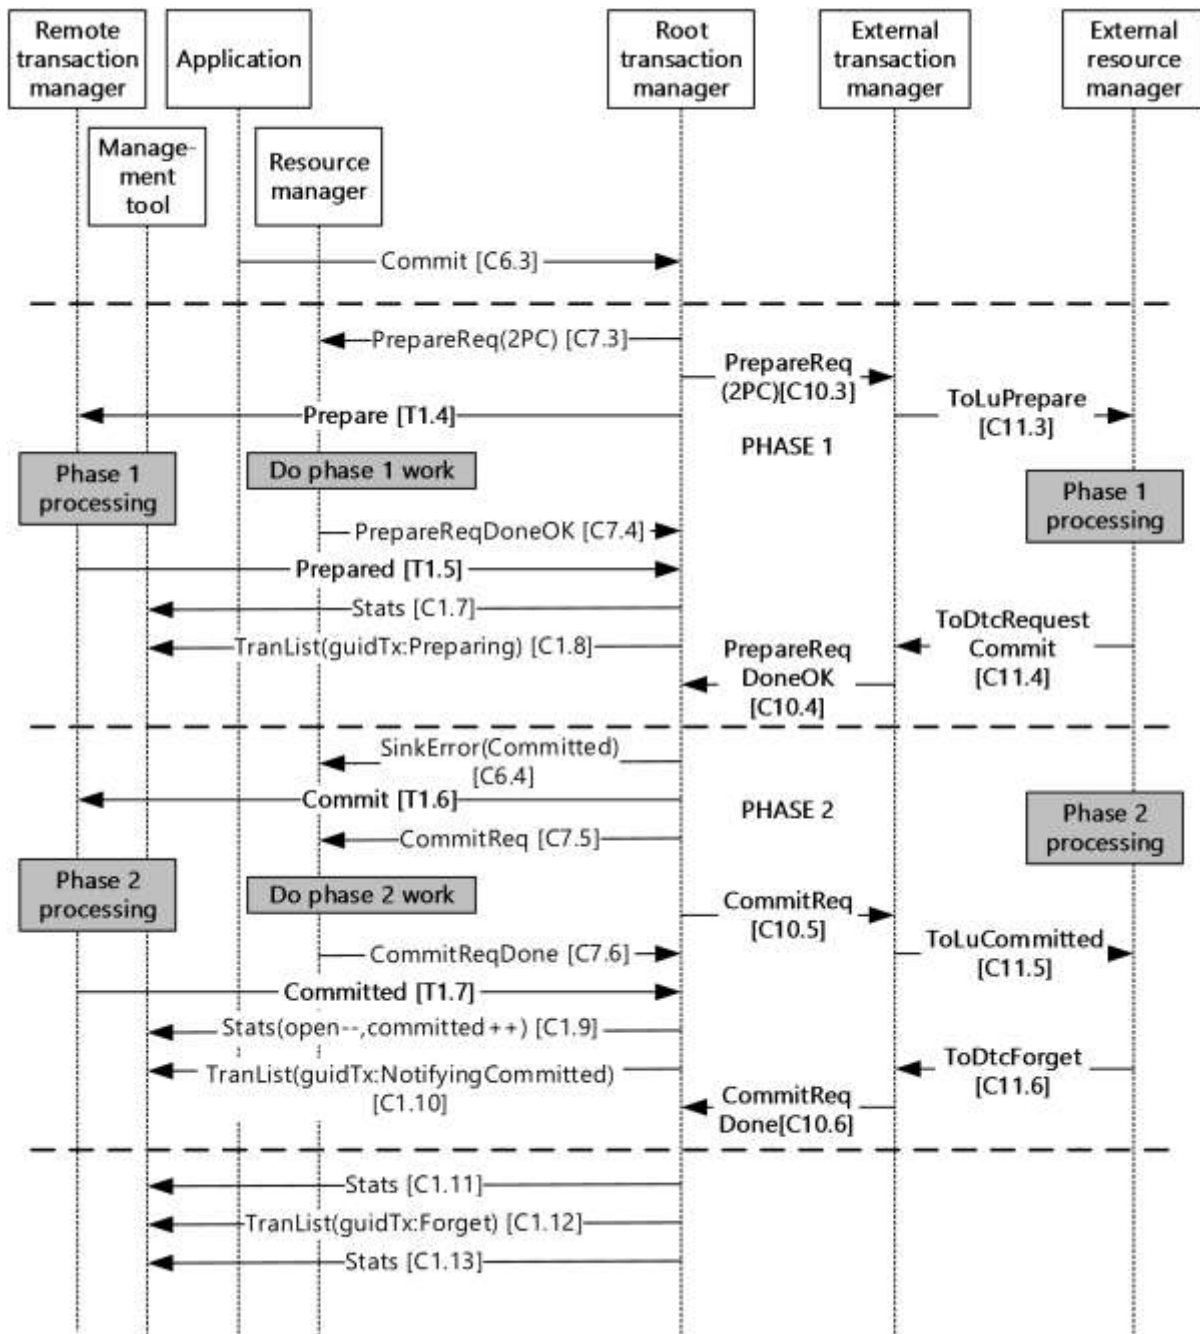 Remote
transaction
manager
Application
Root
transaction
manager
External
transaction
manager
External
resource
manager
Manage-
ment
tool
Resource
manager
Commit [C6.3]
PrepareReq(2PC) [C7.3]
PrepareReq
(2PC)[C10.3]
Prepare [T1.4]
ToLuPrepare
[C11.3]
PHASE 1
Phase 1
processing
Do phase 1 work
Phase 1
processing
PrepareReqDoneOK [C7.4]
Prepared [T1.5]
Stats [C1.7]
ToDtcRequest
Commit
[C11.4]
TranList(guidTx:Preparing) [C1.8]
PrepareReq
DoneOK
[C10.4]
SinkError(Committed)
[C6.4]
Commit [T1.6]
PHASE 2
Phase 2
processing
CommitReq [C7.5]
Phase 2
processing
Do phase 2 work
CommitReq
[C10.5]
CommitReqDone [C7.6]
ToLuCommitted
[C11.5]
Committed [T1.7]
Stats(open--,committed++) [C1.9]
ToDtcForget
[C11.6]
TranList(guidTx:NotifyingCommitted)
[C1.10]
CommitReq
Done[C10.6]
Stats [C1.11]
TranList(guidTx:Forget) [C1.12]
Stats [C1.13]